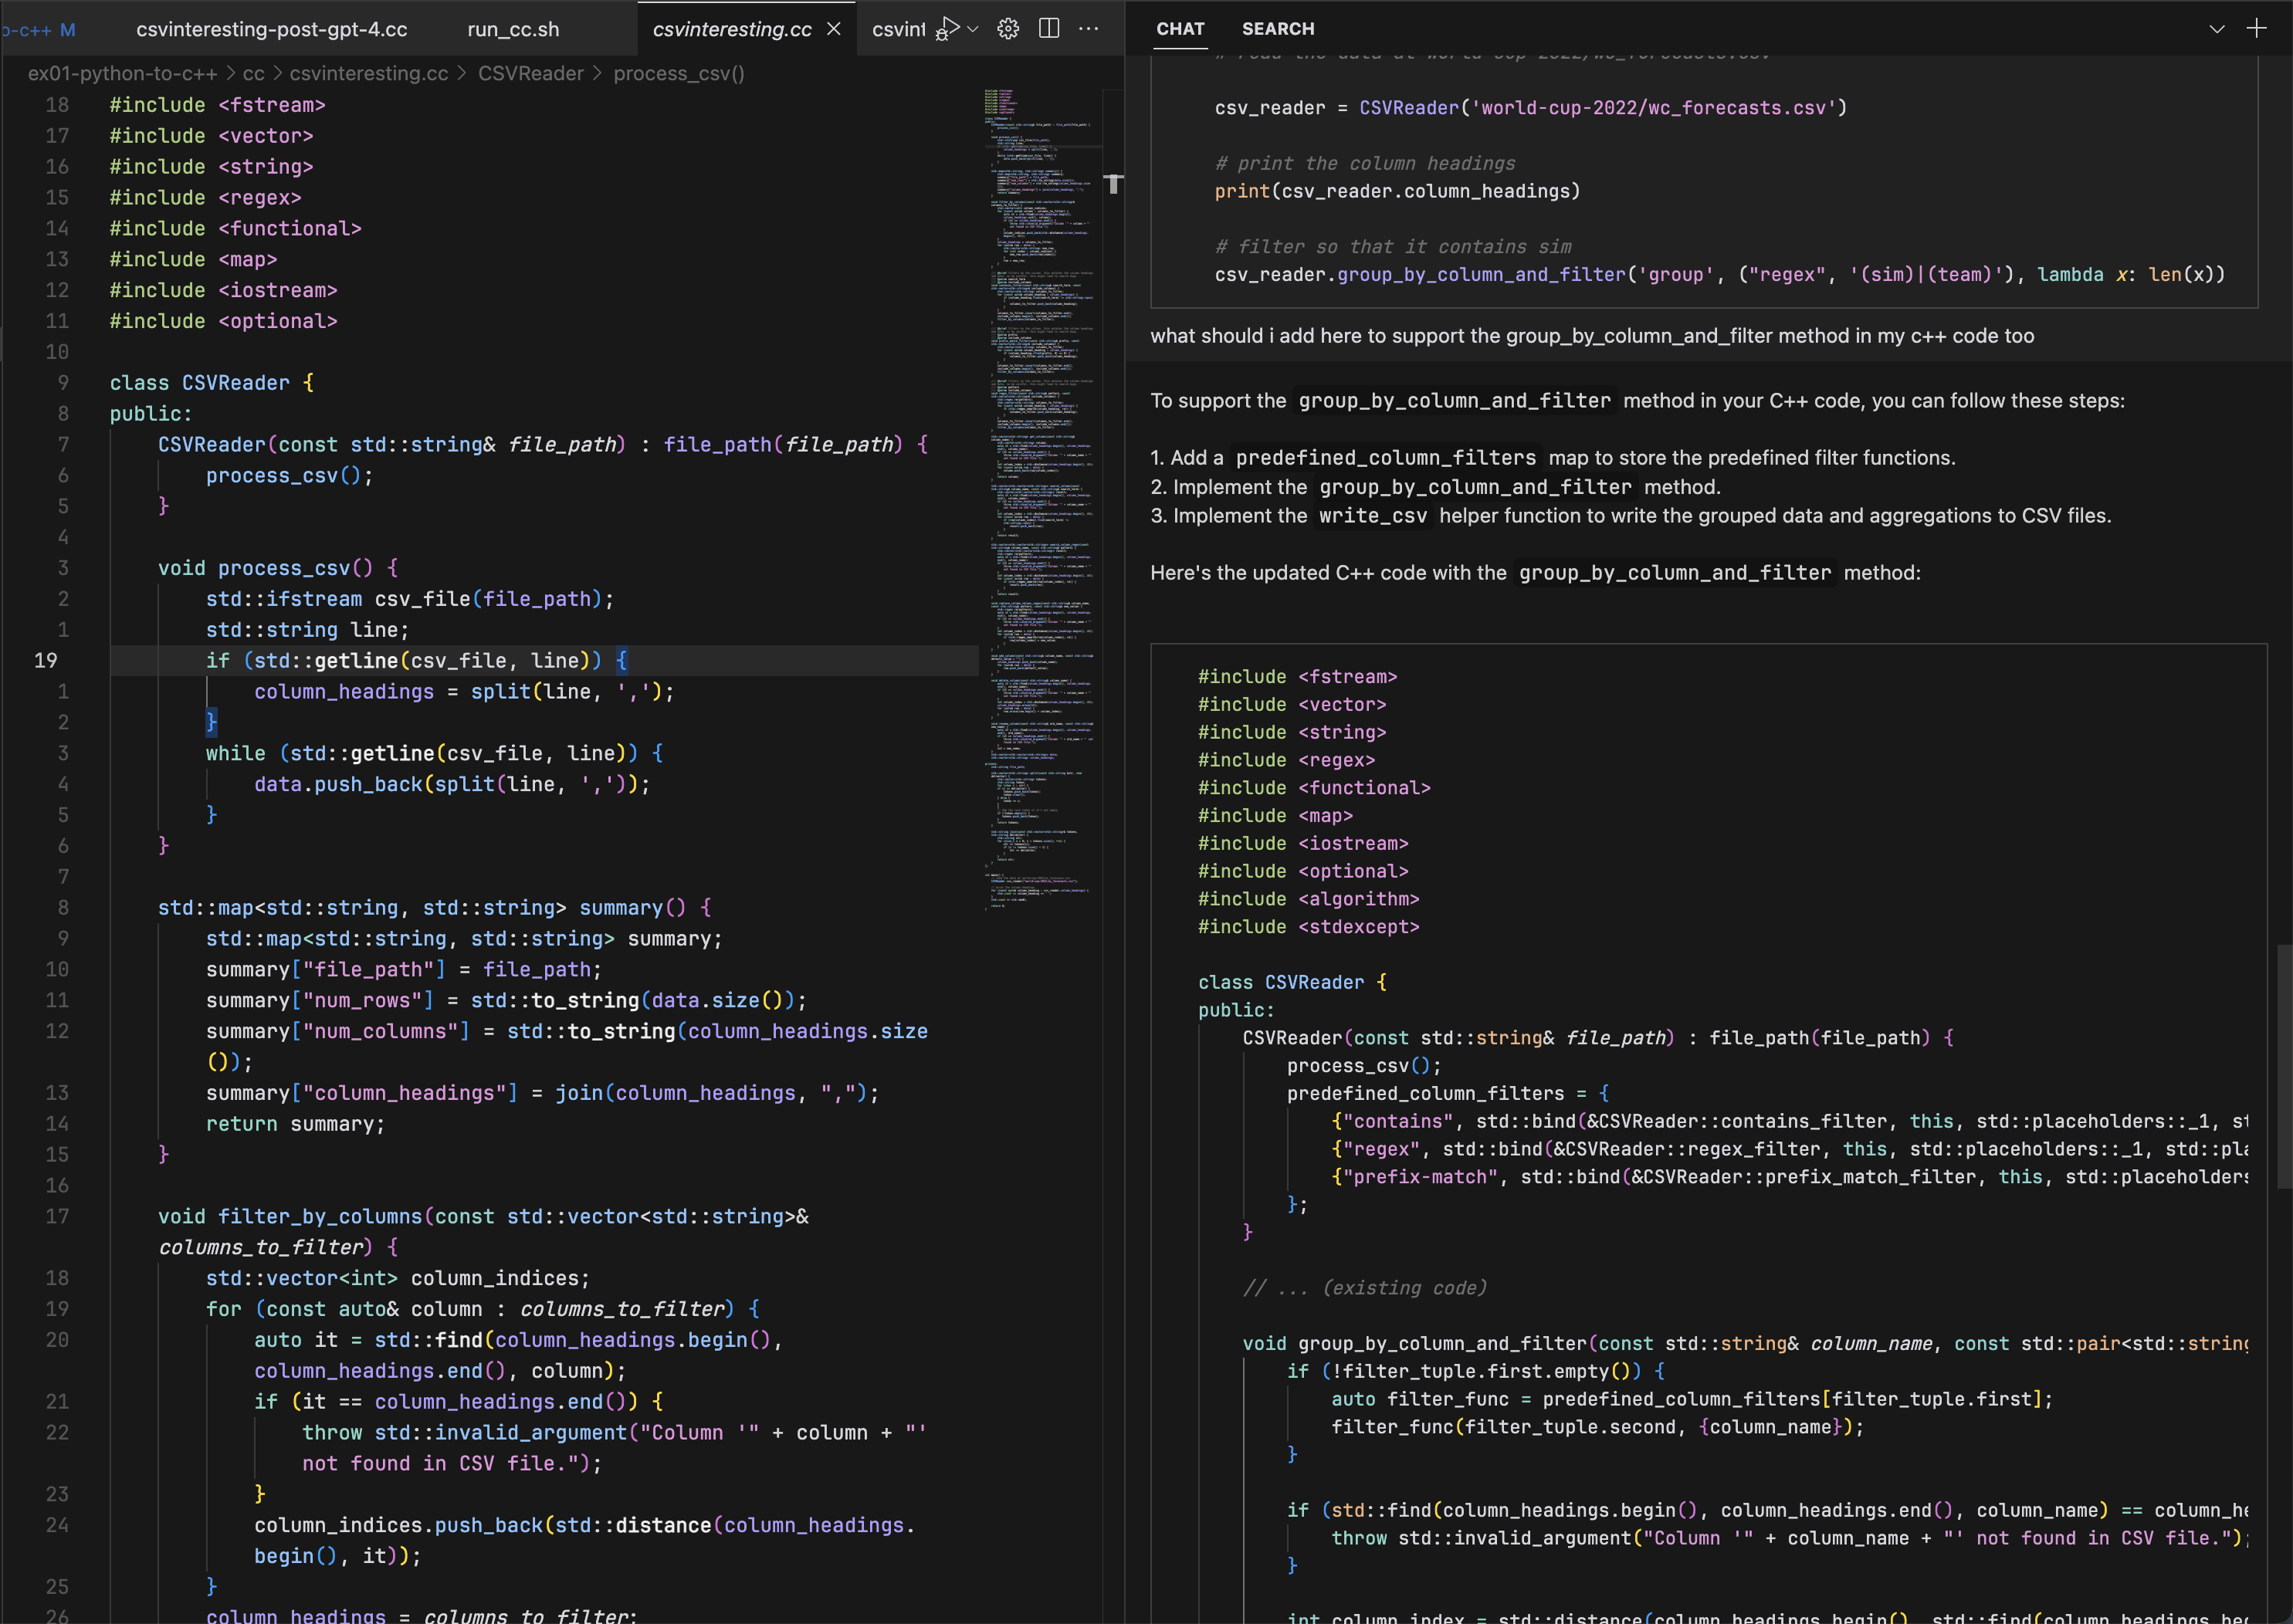 o-c++ M
csvinteresting-post-gpt-4.cc
run_cc.sh
csvinteresting.cc
csvint
ex01-python-to-c++ > cc > csvinteresting.cc > CSVReader > process_csv()
18 #include <fstream>
17 #include <vector>
16 #include <string>
15 #include <regex>
14 #include <functional>
13 #include <map>
12 #include <iostream>
11 #include <optional>
10
9 class CSVReader {
8 public:
7 CSVReader(const std::string& file_path) : file_path(file_path) {
6 process_csv();
5 }
4
3 void process_csv() {
2 std::ifstream csv_file(file_path);
1 std::string line;
19 if (std::getline(csv_file, line)) {
1 column_headings = split(line, ',');
2 }
3 while (std::getline(csv_file, line)) {
4 data.push_back(split(line, ','));
5 }
6 }
7
8 std::map<std::string, std::string> summary() {
9 std::map<std::string, std::string> summary;
10 summary["file_path"] = file_path;
11 summary["num_rows"] = std::to_string(data.size());
12 summary["num_columns"] = std::to_string(column_headings.size
());
13 summary["column_headings"] = join(column_headings, ",");
14 return summary;
15 }
16
17 void filter_by_columns(const std::vector<std::string>&
columns_to_filter) {
18 std::vector<int> column_indices;
19 for (const auto& column : columns_to_filter) {
20 auto it = std::find(column_headings.begin(),
column_headings.end(), column);
21 if (it == column_headings.end()) {
22 throw std::invalid_argument("Column '" + column + "'
not found in CSV file.");
23 }
24 column_indices.push_back(std::distance(column_headings.
begin(), it));
25 }
26 column_headings = columns_to_filter;
CHAT SEARCH
# read the data at world-cup-2022/wc_forecasts.csv
csv_reader = CSVReader('world-cup-2022/wc_forecasts.csv')
# print the column headings
print(csv_reader.column_headings)
# filter so that it contains sim
csv_reader.group_by_column_and_filter('group', ("regex", '(sim)|(team)'), lambda x: len(x))
what should i add here to support the group_by_column_and_filter method in my c++ code too
To support the group_by_column_and_filter method in your C++ code, you can follow these steps:
1. Add a predefined_column_filters map to store the predefined filter functions.
2. Implement the group_by_column_and_filter method.
3. Implement the write_csv helper function to write the grouped data and aggregations to CSV files.
Here's the updated C++ code with the group_by_column_and_filter method:
#include <fstream>
#include <vector>
#include <string>
#include <regex>
#include <functional>
#include <map>
#include <iostream>
#include <optional>
#include <algorithm>
#include <stdexcept>
class CSVReader {
public:
CSVReader(const std::string& file_path) : file_path(file_path) {
process_csv();
predefined_column_filters = {
{"contains", std::bind(&CSVReader::contains_filter, this, std::placeholders::_1, st
{"regex", std::bind(&CSVReader::regex_filter, this, std::placeholders::_1, std::pla
{"prefix-match", std::bind(&CSVReader::prefix_match_filter, this, std::placeholders
};
}
// ... (existing code)
void group_by_column_and_filter(const std::string& column_name, const std::pair<std::string
if (!filter_tuple.first.empty()) {
auto filter_func = predefined_column_filters[filter_tuple.first];
filter_func(filter_tuple.second, {column_name});
}
if (std::find(column_headings.begin(), column_headings.end(), column_name) == column_he
throw std::invalid_argument("Column '" + column_name + "' not found in CSV file.");
}
int column_index = std::distance(column_headings.begin(), std::find(column_headings.beg